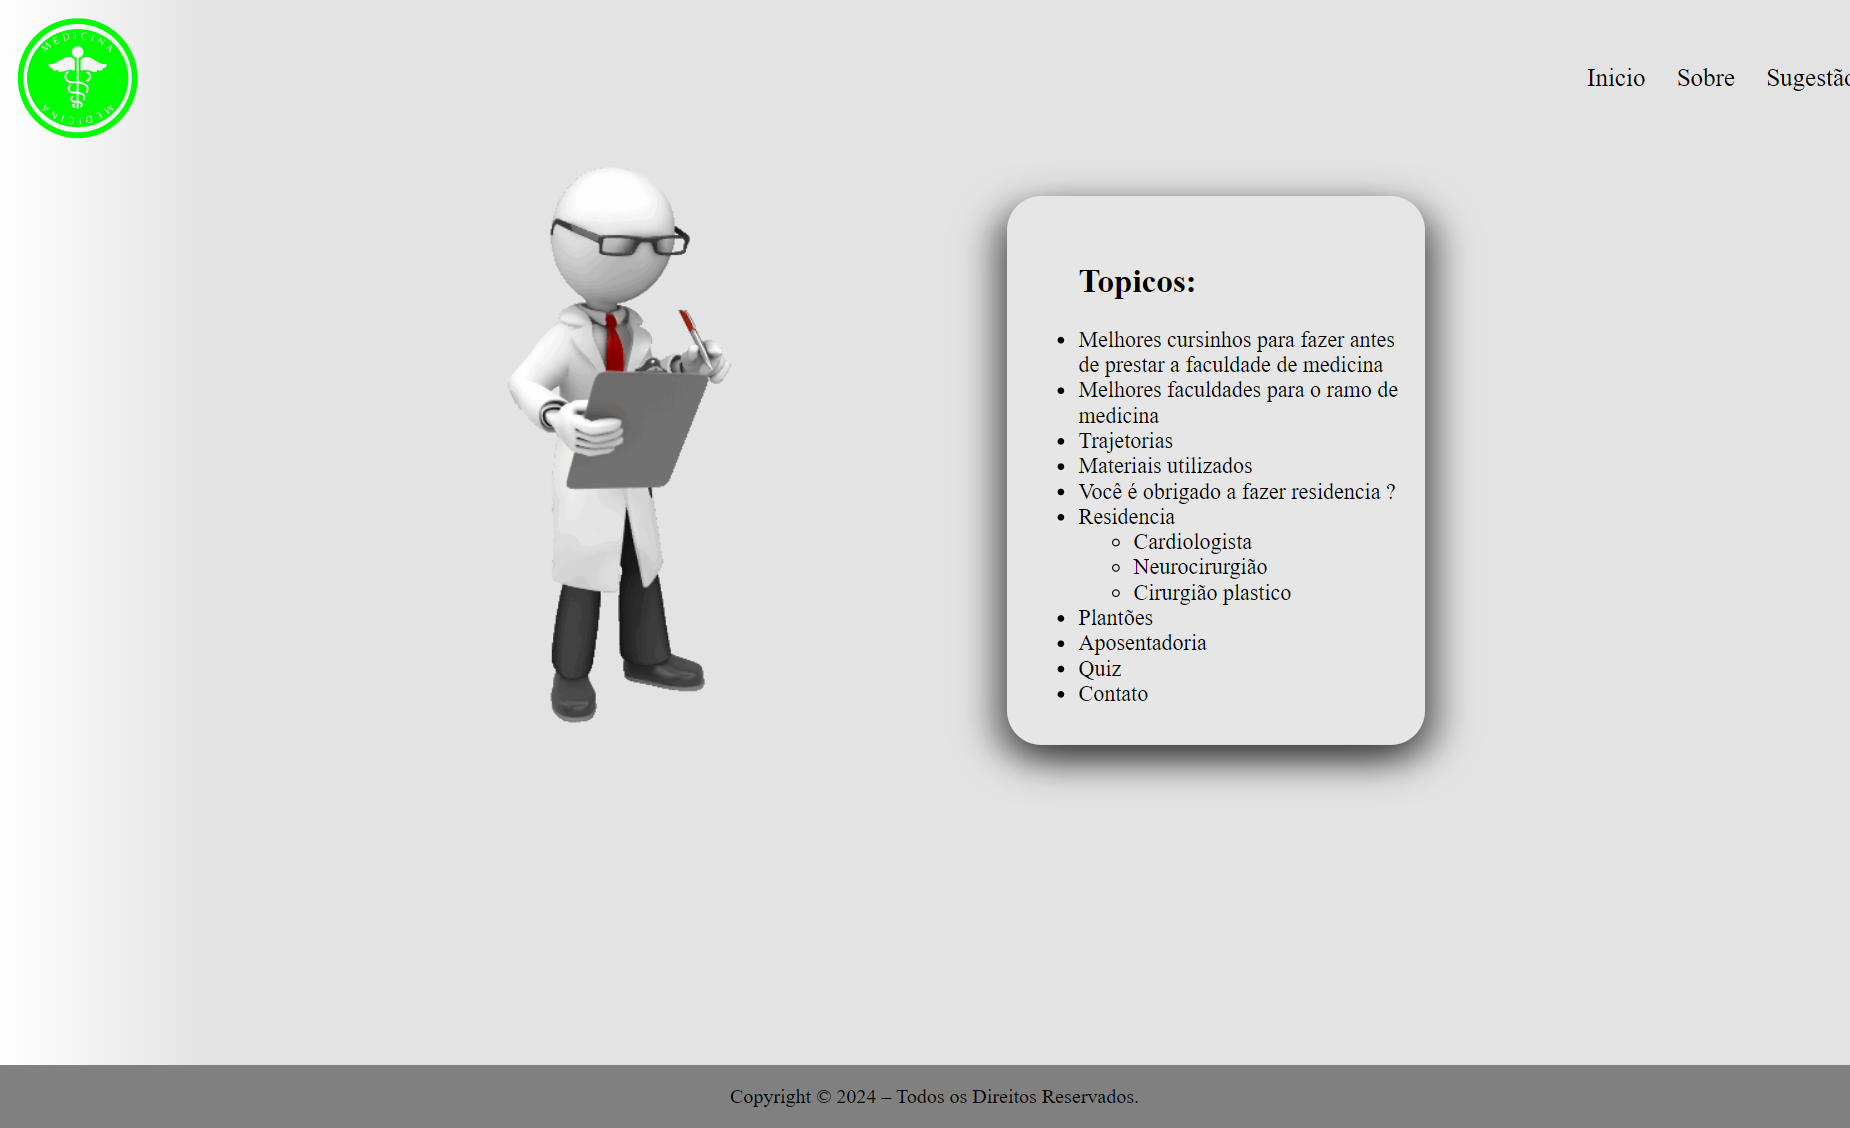 MEDICINA
MEDICINA
Inicio Sobre Sugestão
Topicos:
Melhores cursinhos para fazer antes
de prestar a faculdade de medicina
Melhores faculdades para o ramo de
medicina
Trajetorias
Materiais utilizados
Você é obrigado a fazer residencia ?
Residencia
Cardiologista
Neurocirurgião
Cirurgião plastico
Plantões
Aposentadoria
Quiz
Contato
Copyright © 2024 – Todos os Direitos Reservados.